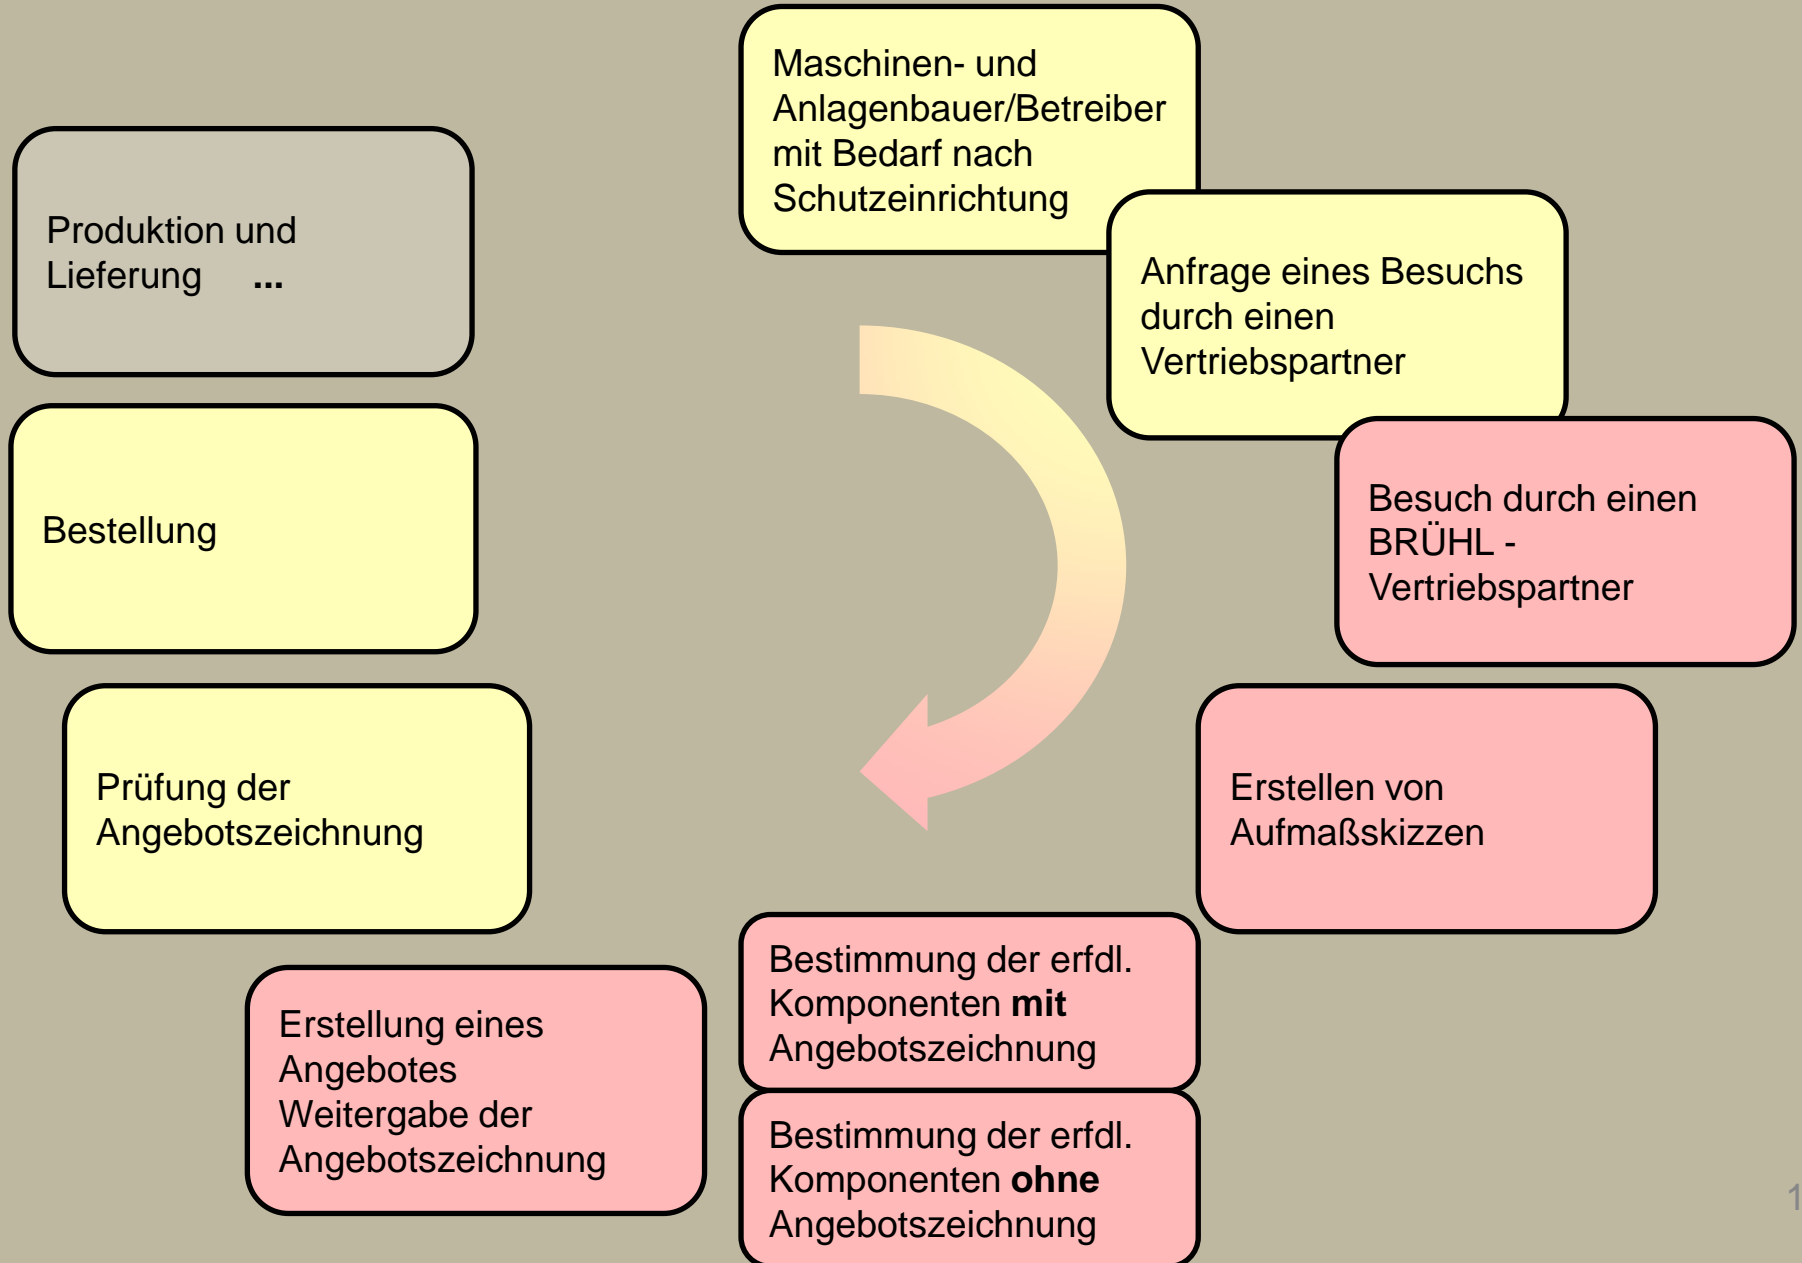 Maschinen- und
Anlagenbauer/Betreiber
mit Bedarf nach
Schutzeinrichtung
Anfrage eines Besuchs
durch einen
Vertriebspartner
Besuch durch einen
BRÜHL -
Vertriebspartner
Erstellen von
Aufmaßskizzen
Bestimmung der erfdl.
Komponenten mit
Angebotszeichnung
Bestimmung der erfdl.
Komponenten ohne
Angebotszeichnung
Erstellung eines
Angebotes
Weitergabe der
Angebotszeichnung
Prüfung der
Angebotszeichnung
Bestellung
Produktion und
Lieferung ...
1